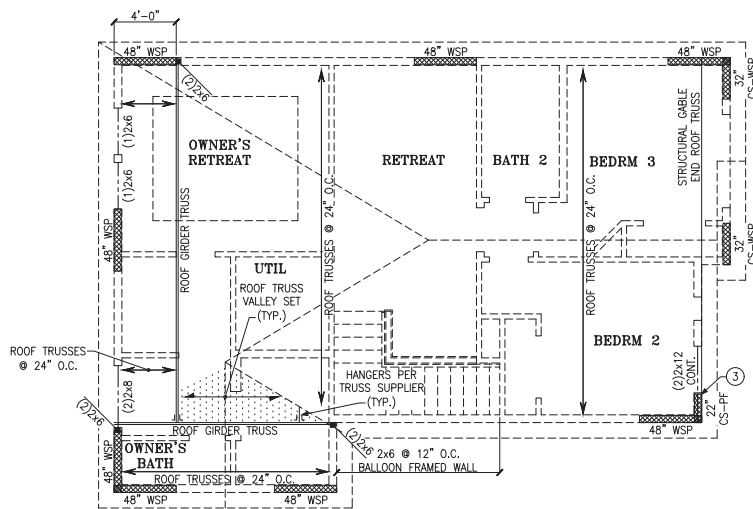 4'-0"
48" WSP
48" WSP
48" WSP
(2)2x6
32"
CS-WSP
(1)2x6
(1)2x6
OWNER'S
RETREAT
RETREAT
BATH 2
BEDRM 3
STRUCTURAL GABLE
END ROOF TRUSS
ROOF GIRDER TRUSS
ROOF TRUSSES @ 24" O.C.
ROOF TRUSSES @ 24" O.C.
48" WSP
32"
CS-WSP
UTIL
ROOF TRUSS
VALLEY SET
(TYP.)
BEDRM 2
ROOF TRUSSES
@ 24" O.C.
(2)2x8
HANGERS PER
TRUSS SUPPLIER
(TYP.)
(2)2x12
CONT.
3
22"
CS-PF
(2)2x6
ROOF GIRDER TRUSS
48" WSP
(2)2x6
2x6 @ 12" O.C.
BALLOON FRAMED WALL
OWNER'S
BATH
48" WSP
ROOF TRUSSES @ 24" O.C.
48" WSP
48" WSP